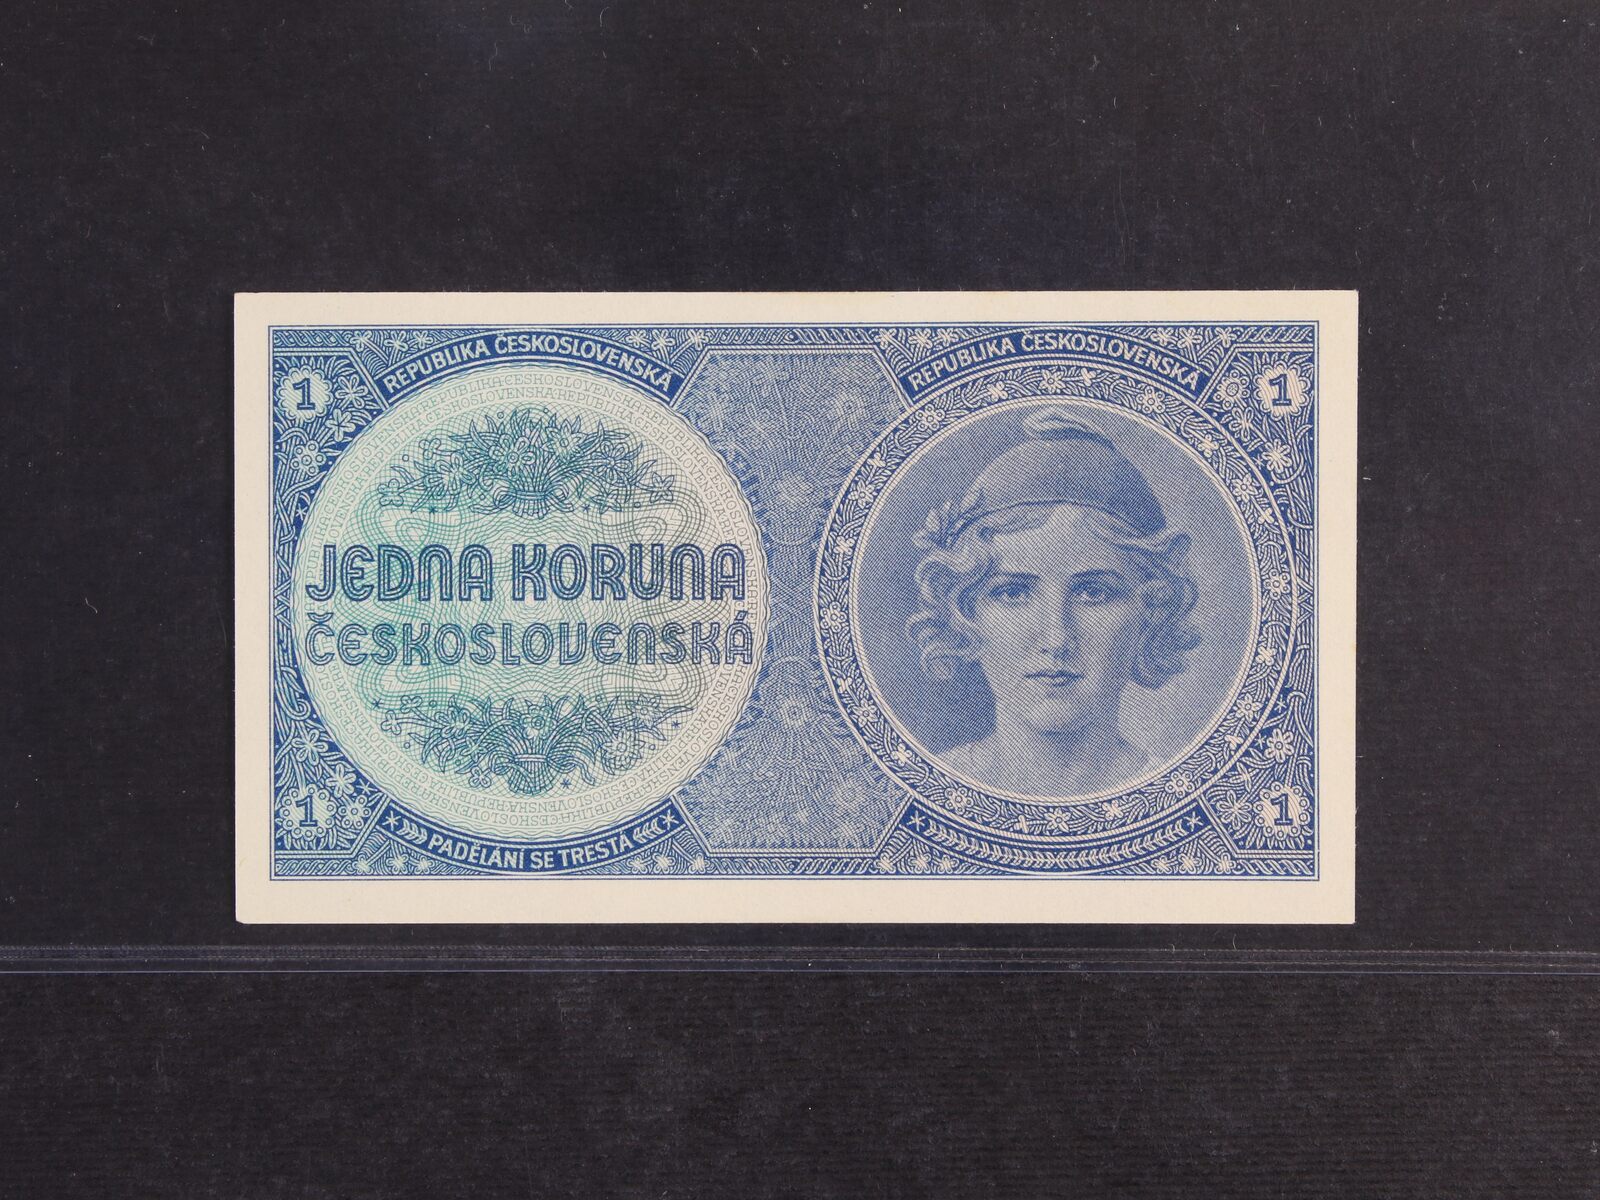 REPUBLIKA ČESKOSLOVENSKÁ
REPUBLIKA ČESKOSLOVENSKÁ
1
1
JEDNA KORUNA
ČESKOSLOVENSKÁ
1
1
PADĚLÁNÍ SE TRESTÁ